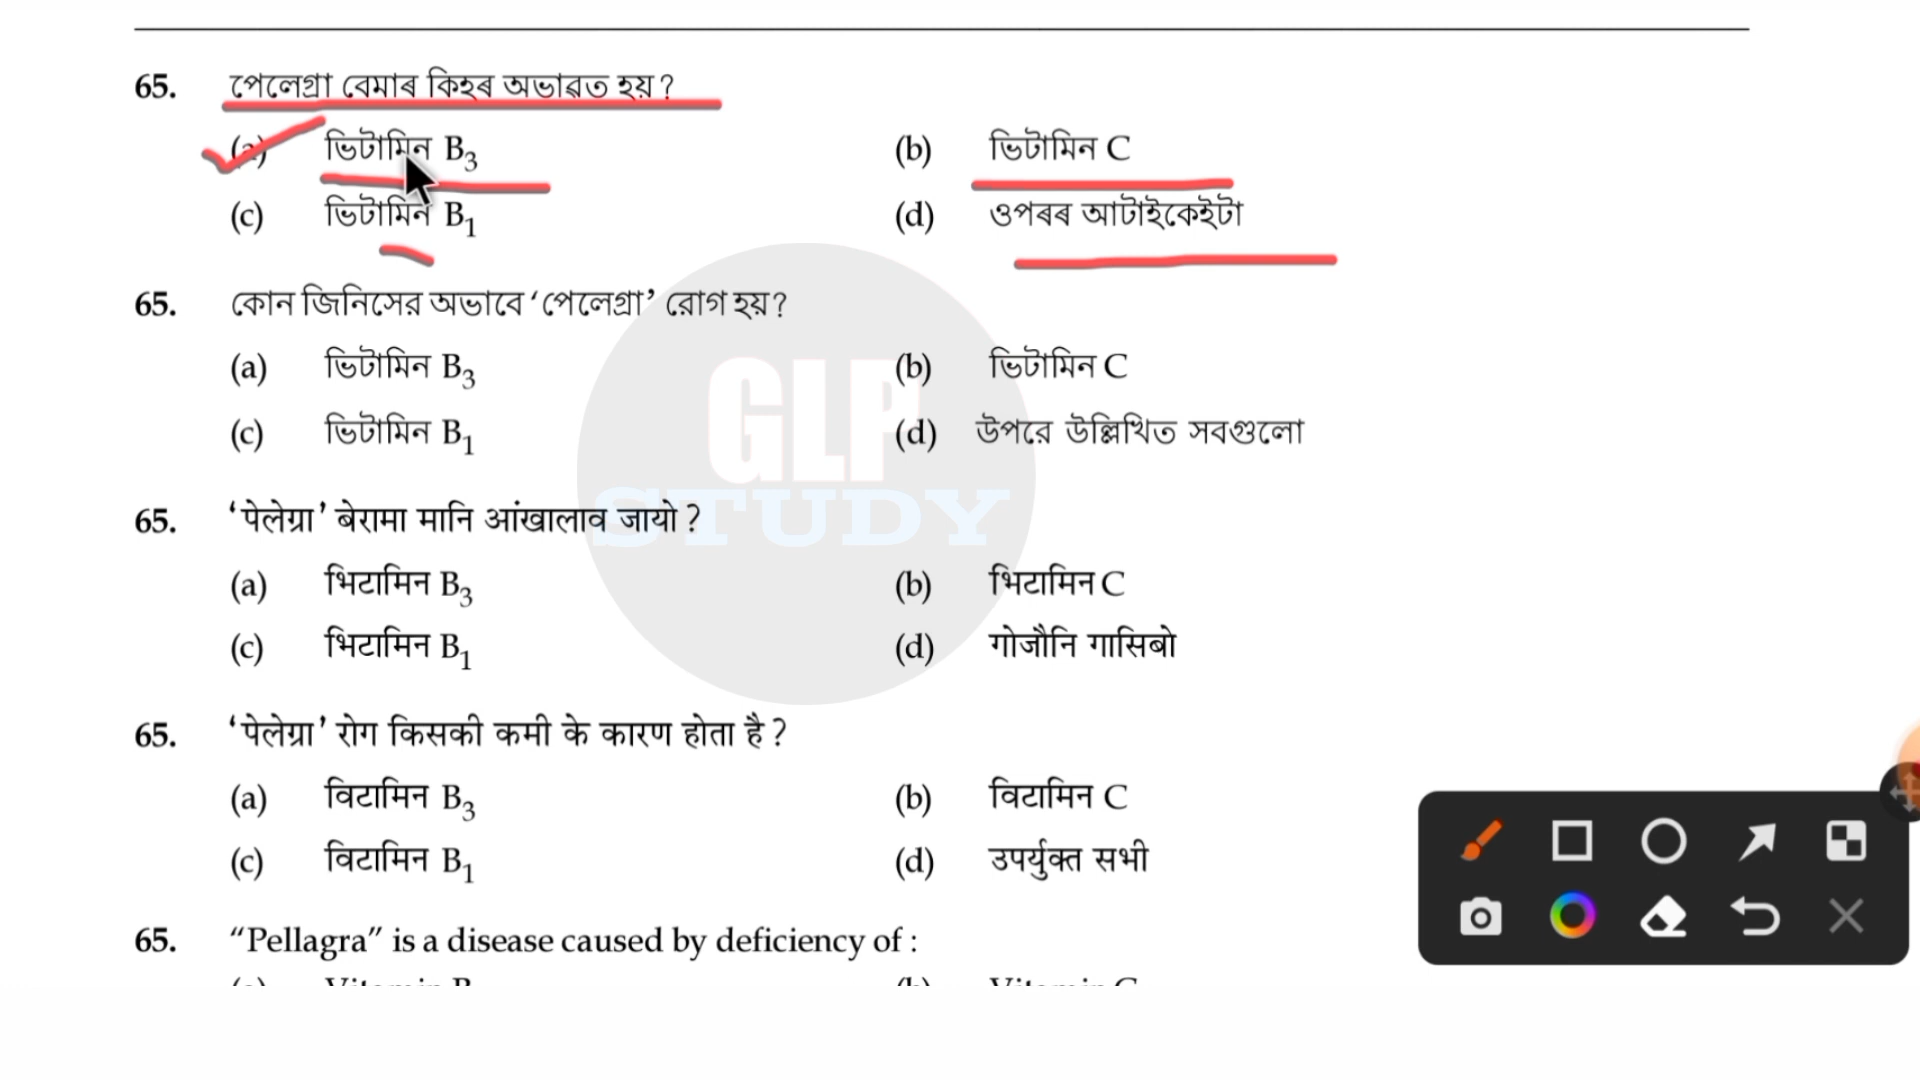 65. পেলেগ্ৰা বেমাৰ কিহৰ অভাৱত হয়?
(a) ভিটামিন B3 (b) ভিটামিন C
(c) ভিটামিন B1 (d) ওপৰৰ আটাইকেইটা
65. কোন জিনিসের অভাবে ‘পেলেগ্রা’ রোগ হয়?
(a) ভিটামিন B3 (b) ভিটামিন C
(c) ভিটামিন B1 (d) উপরে উল্লিখিত সবগুলো
GLP
STUDY
65. ‘पेलेग्रा’ बेरामा मानि आंखालाव जायो?
(a) भिटामिन B3 (b) भिटामिन C
(c) भिटामिन B1 (d) गोजौनि गासिबो
65. ‘पेलेग्रा’ रोग किसकी कमी के कारण होता है?
(a) विटामिन B3 (b) विटामिन C
(c) विटामिन B1 (d) उपर्युक्त सभी
65. “Pellagra” is a disease caused by deficiency of :